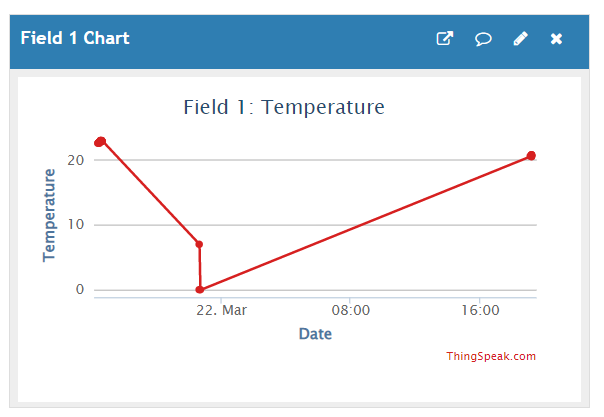 Field 1 Chart
Field 1: Temperature
Temperature
20
10
0
22. Mar
08:00
16:00
Date
ThingSpeak.com